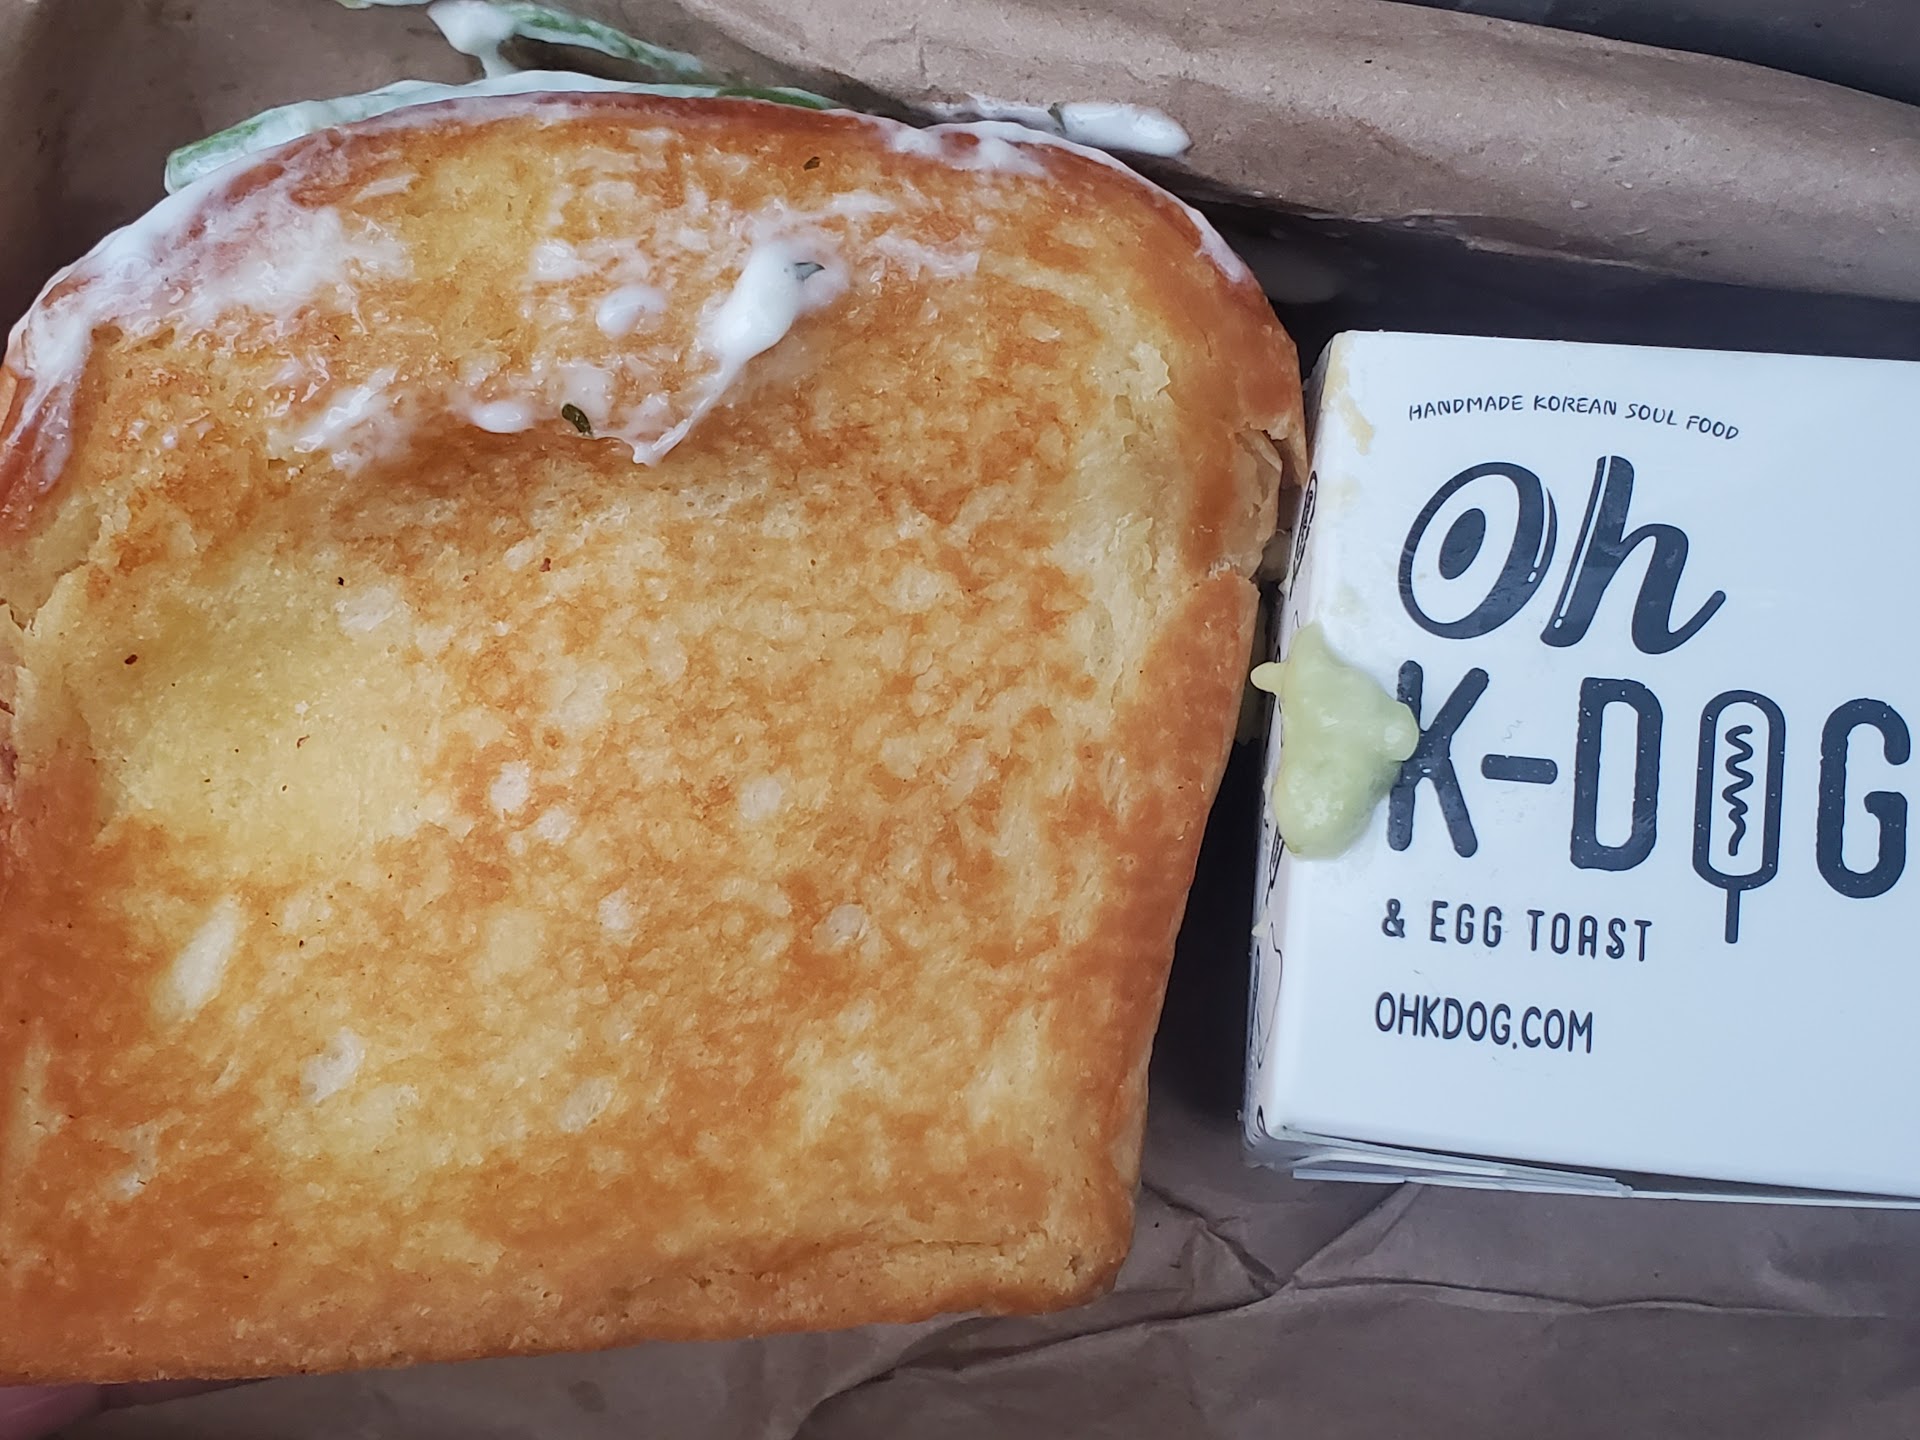 HANDMADE KOREAN SOUL FOOD
Oh
K-DOG
& EGG TOAST
OHKDOG.COM